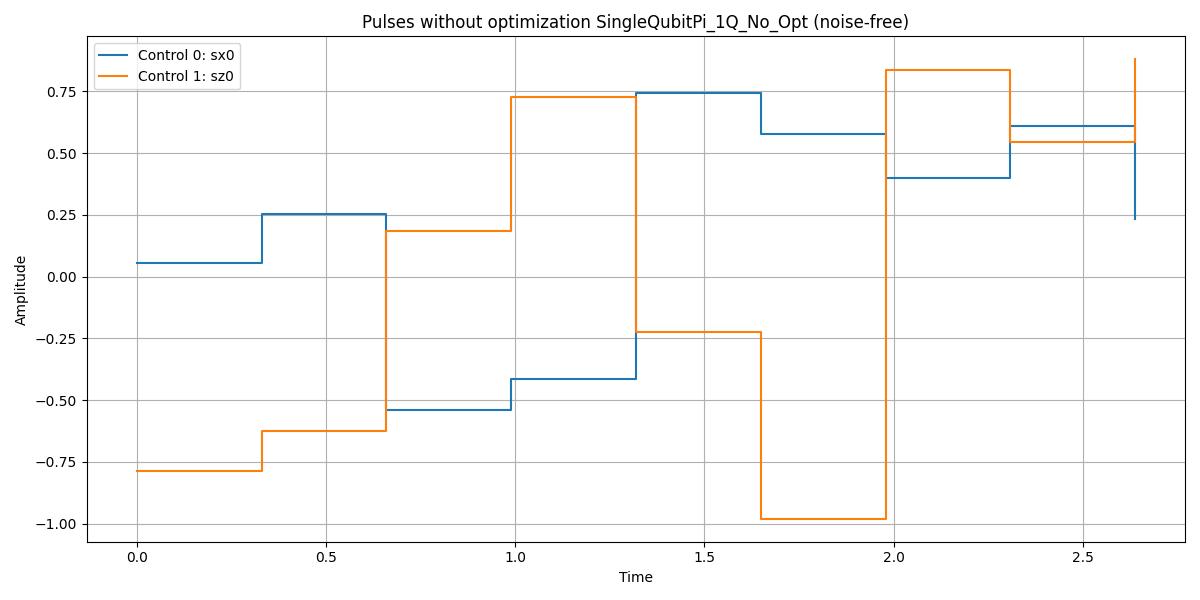 Pulses without optimization SingleQubitPi_1Q_No_Opt (noise-free)
Control 0: sx0
Control 1: sz0
Amplitude
0.75
0.50
0.25
0.00
−0.25
−0.50
−0.75
−1.00
0.0 0.5 1.0 1.5 2.0 2.5
Time